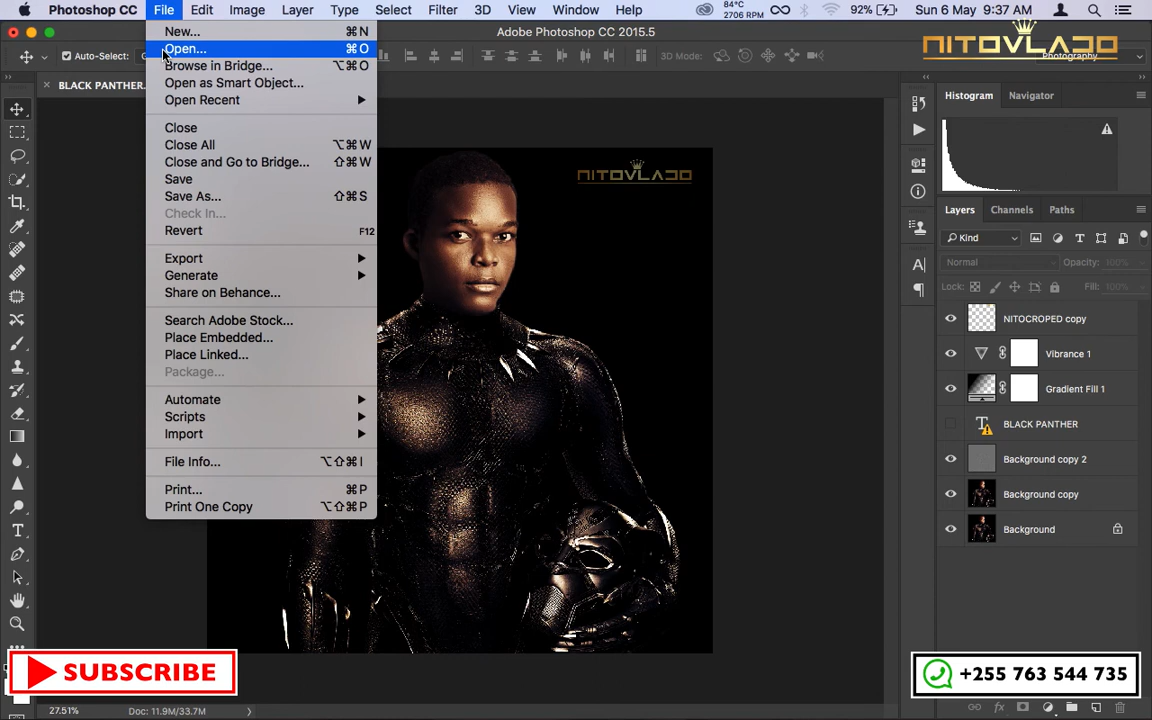 Photoshop CC File Edit Image Layer Type Select Filter 3D View Window Help 84°C 2706 RPM 92% Sun 6 May 9:37 AM
Adobe Photoshop CC 2015.5
NITOVLADO
Auto-Select: 3D Mode: Photography
BLACK PANTHER.
New... ⌘N
Open... ⌘O
Browse in Bridge... ⌥⌘O
Open as Smart Object...
Open Recent
Close
Close All ⌥⌘W
Close and Go to Bridge... ⇧⌘W
Save
Save As... ⇧⌘S
Check In...
Revert F12
Export
Generate
Share on Behance...
Search Adobe Stock...
Place Embedded...
Place Linked...
Package...
Automate
Scripts
Import
File Info... ⌥⇧⌘I
Print... ⌘P
Print One Copy ⌥⇧⌘P
NITOVLADO
Histogram Navigator
Layers Channels Paths
Kind
Normal Opacity: 100%
Lock: Fill: 100%
NITOCROPED copy
Vibrance 1
Gradient Fill 1
BLACK PANTHER
Background copy 2
Background copy
Background
SUBSCRIBE
+255 763 544 735
27.51% Doc: 11.9M/33.7M